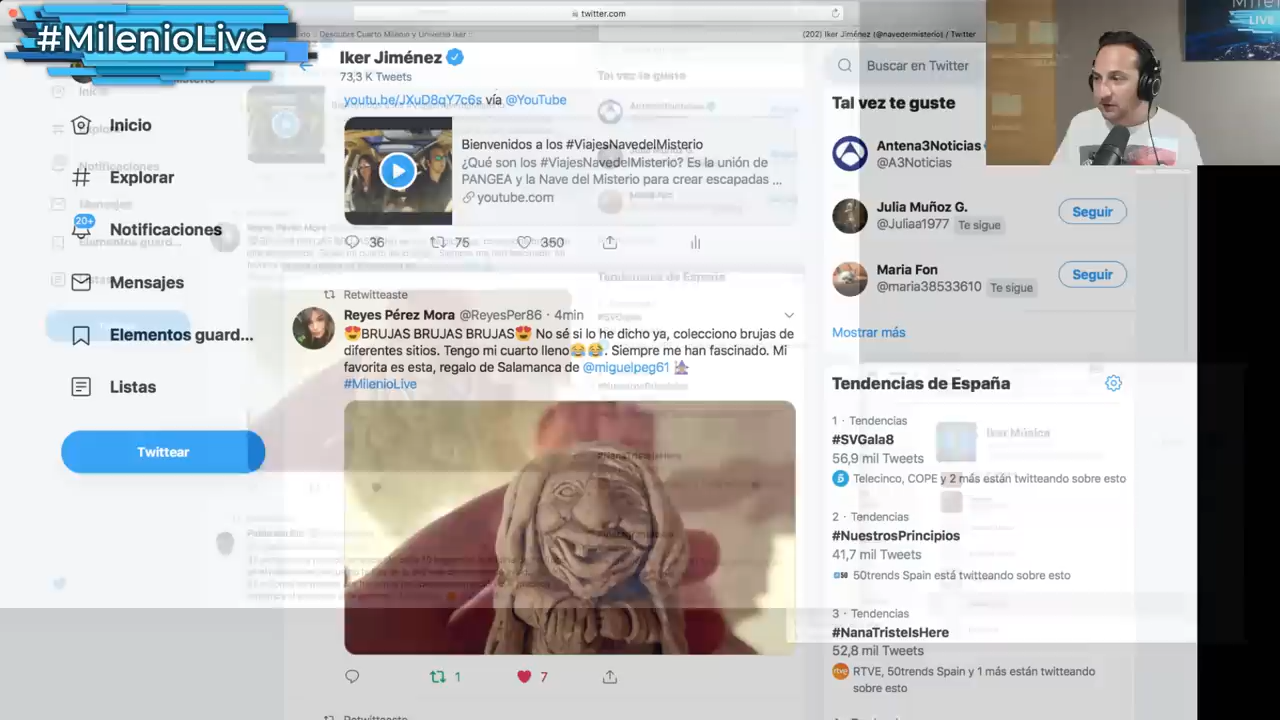 #MilenioLive
twitter.com
(202) Iker Jiménez (@navedelmisterio) / Twitter
Iker Jiménez
73,3 K Tweets
youtu.be/JXuD8qY7c6s vía @YouTube
Bienvenidos a los #ViajesNavedelMisterio
¿Qué son los #ViajesNavedelMisterio? Es la unión de
PANGEA y la Nave del Misterio para crear escapadas ...
youtube.com
36 75 350
Retwitteaste
Reyes Pérez Mora @ReyesPer86 · 4min
😍BRUJAS BRUJAS BRUJAS😍 No sé si lo he dicho ya, colecciono brujas de
diferentes sitios. Tengo mi cuarto lleno😂😂. Siempre me han fascinado. Mi
favorita es esta, regalo de Salamanca de @miguelpeg61
#MilenioLive
1 7
Retwitteaste
Inicio
Explorar
20+
Notificaciones
Mensajes
Elementos guard...
Listas
Twittear
Buscar en Twitter
Tal vez te guste
Antena3Noticias
@A3Noticias
Julia Muñoz G.
@Juliaa1977 Te sigue
Seguir
Maria Fon
@maria38533610 Te sigue
Seguir
Mostrar más
Tendencias de España
1 · Tendencias
#SVGala8
56,9 mil Tweets
Telecinco, COPE y 2 más están twitteando sobre esto
2 · Tendencias
#NuestrosPrincipios
41,7 mil Tweets
50trends Spain está twitteando sobre esto
3 · Tendencias
#NanaTristeIsHere
52,8 mil Tweets
RTVE, 50trends Spain y 1 más están twitteando
sobre esto
LIVE